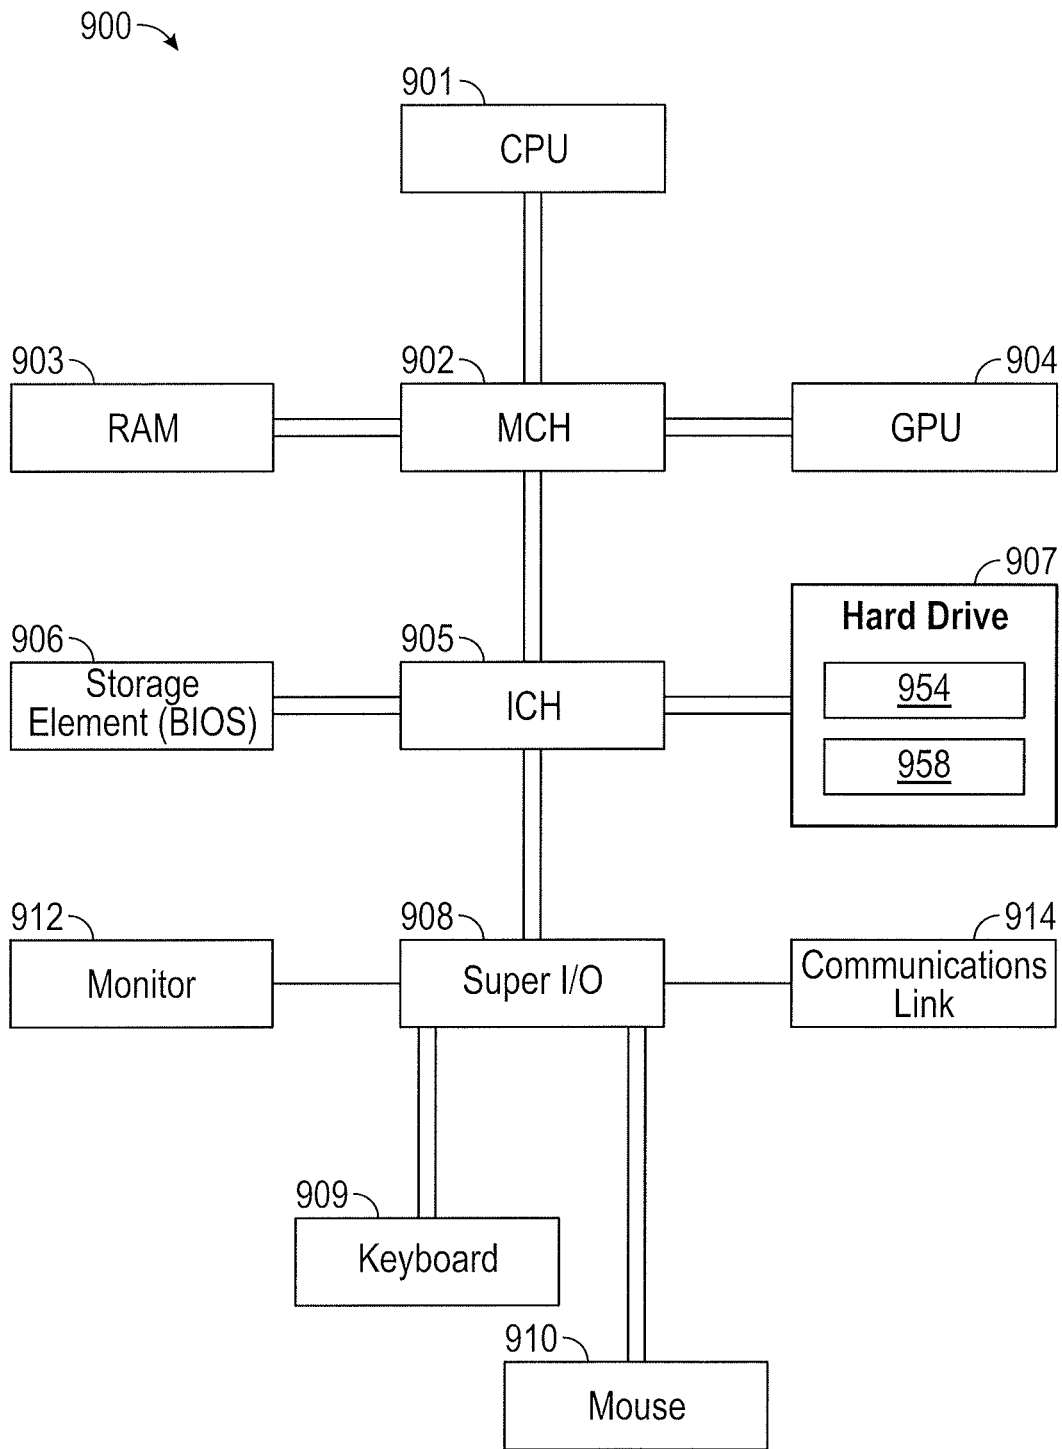 900
901
CPU
903
902
904
RAM
MCH
GPU
907
Hard Drive
906
905
954
Storage
Element (BIOS)
ICH
958
912
908
914
Monitor
Super I/O
Communications
Link
909
Keyboard
910
Mouse